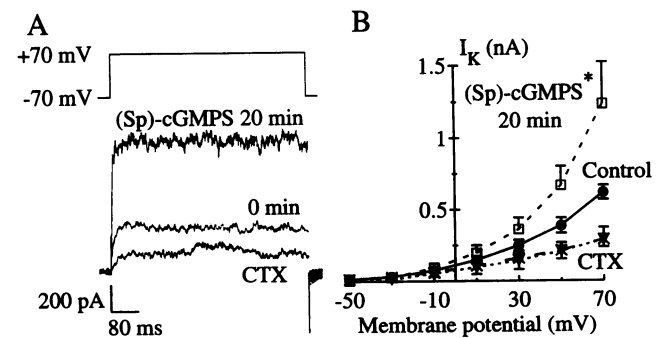 A
+70 mV
-70 mV
(Sp)-cGMPS 20 min
0 min
CTX
200 pA
80 ms
B
I_K (nA)
1.5
(Sp)-cGMPS *
20 min
1
Control
0.5
CTX
-50 -10 30 70
Membrane potential (mV)